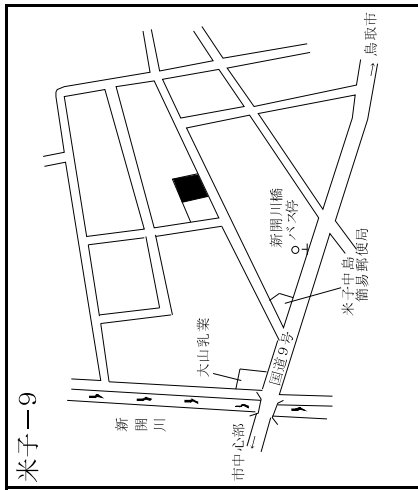 米子－9
新開川
市中心部
←
大山乳業
国道9号
米子中島
簡易郵便局
新開川橋
バス停
→ 鳥取市